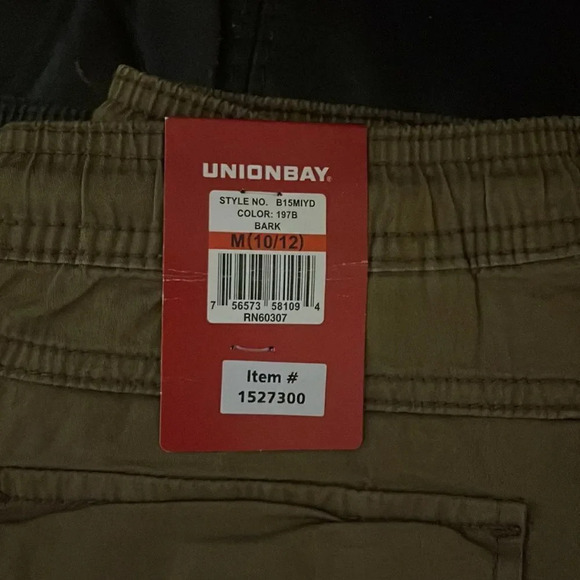 UNIONBAY®
STYLE NO. B15MIYD
COLOR: 197B
BARK
M(10/12)
7 56573 58109 4
RN60307
Item #
1527300